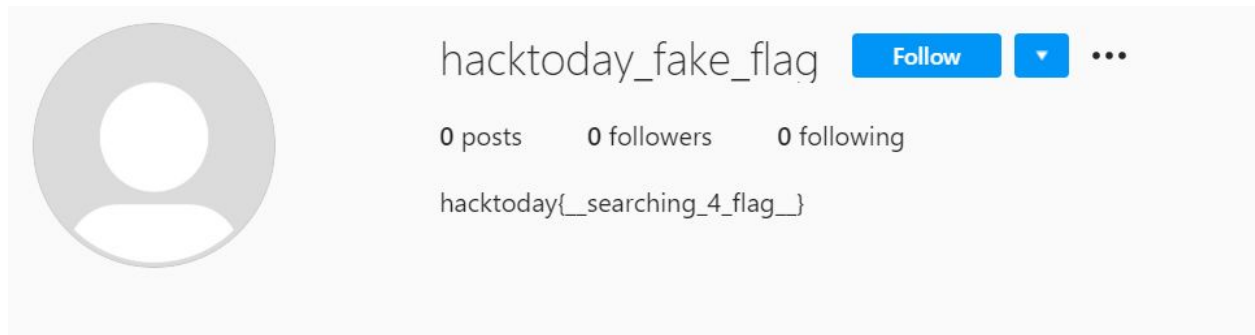 hacktoday_fake_flag Follow
0 posts 0 followers 0 following
hacktoday{__searching_4_flag__}